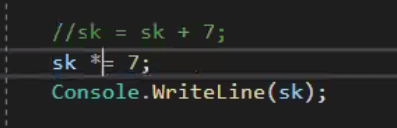 //sk = sk + 7;
sk *= 7;
Console.WriteLine(sk);